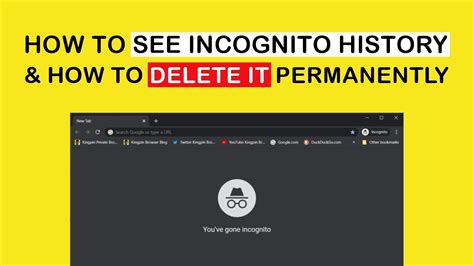 HOW TO SEE INCOGNITO HISTORY
& HOW TO DELETE IT PERMANENTLY
New Tab
Search Google or type a URL
Incognito
Kingpin Private Bro...
Kingpin Browser Blog
Twitter Kingpin Bro...
YouTube Kingpin Br...
Google.com
DuckDuckGo.com
Other bookmarks
You've gone incognito